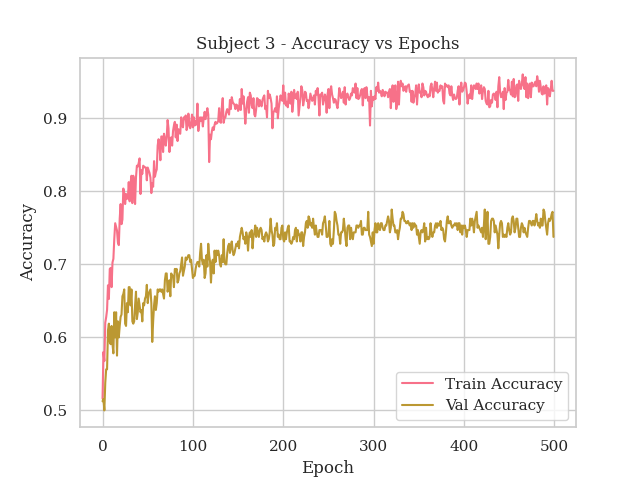 Subject 3 - Accuracy vs Epochs
Accuracy
0.9
0.8
0.7
0.6
0.5
Train Accuracy
Val Accuracy
0 100 200 300 400 500
Epoch